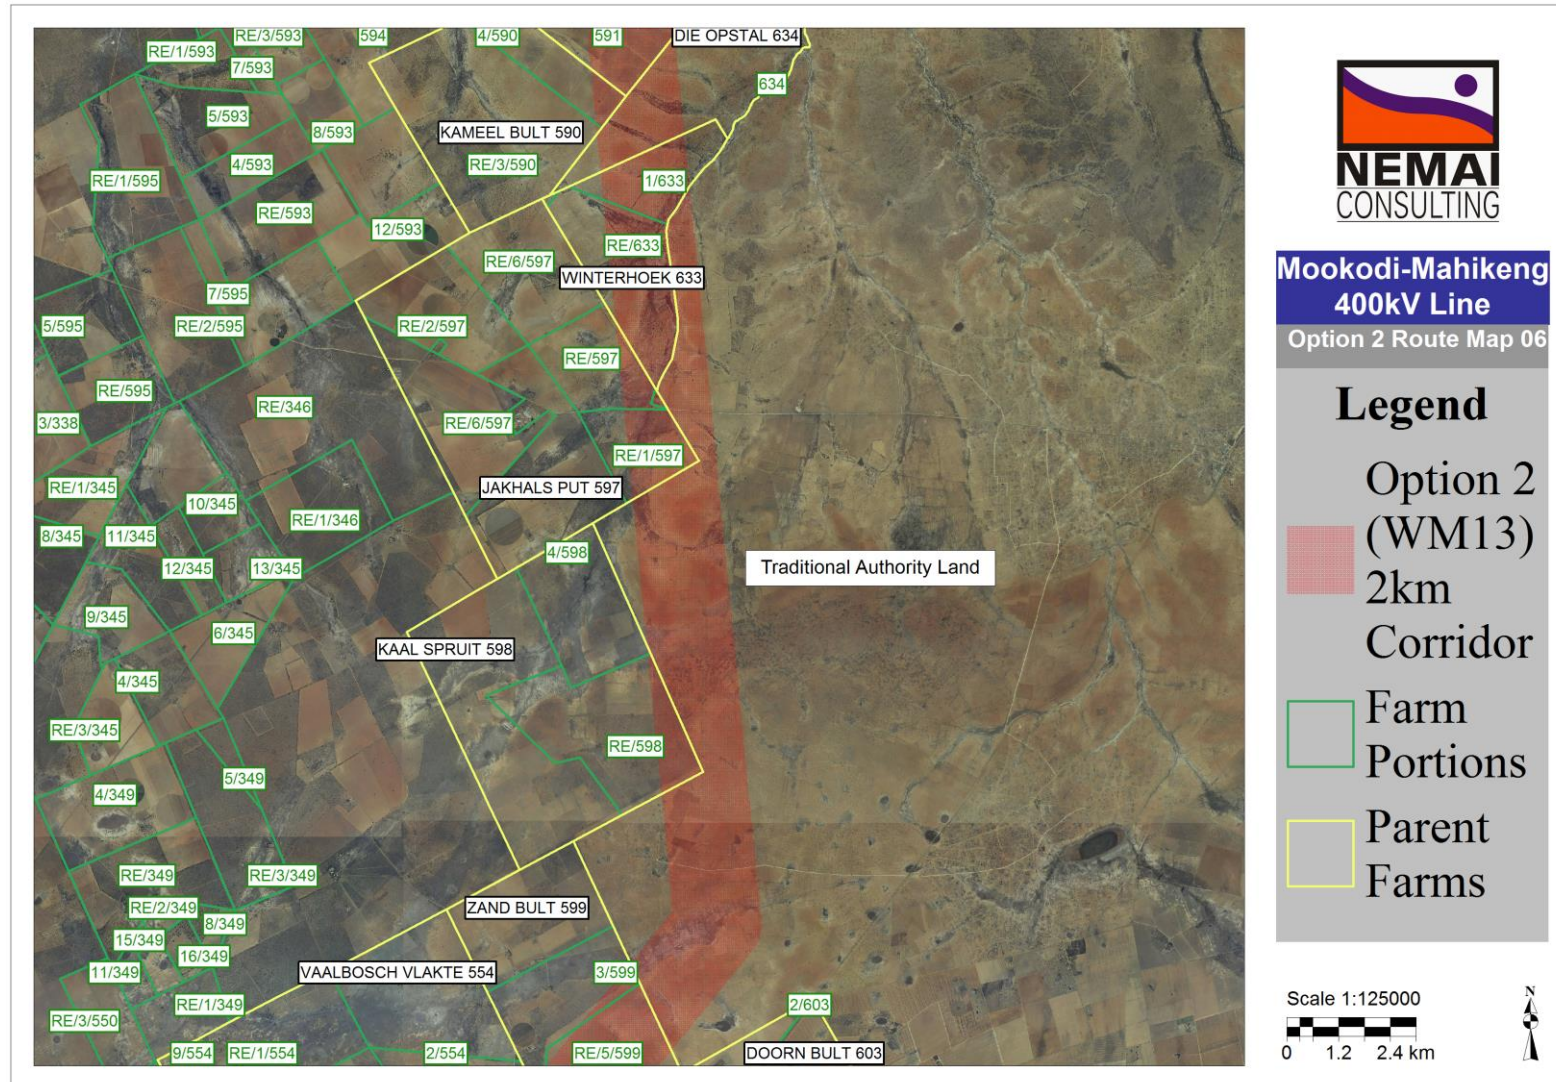 RE/3/593
594
4/590
591
DIE OPSTAL 634
RE/1/593
7/593
634
5/593
8/593
KAMEEL BULT 590
4/593
RE/3/590
RE/1/595
1/633
RE/593
12/593
RE/633
RE/6/597
WINTERHOEK 633
7/595
5/595
RE/2/595
RE/2/597
RE/597
RE/595
RE/346
3/338
RE/6/597
RE/1/597
RE/1/345
JAKHALS PUT 597
10/345
RE/1/346
8/345
11/345
4/598
12/345
13/345
Traditional Authority Land
9/345
6/345
KAAL SPRUIT 598
4/345
RE/3/345
RE/598
5/349
4/349
RE/349
RE/3/349
RE/2/349
ZAND BULT 599
8/349
15/349
16/349
11/349
VAALBOSCH VLAKTE 554
3/599
RE/1/349
2/603
RE/3/550
9/554
RE/1/554
2/554
RE/5/599
DOORN BULT 603
NEMAI
CONSULTING
Mookodi-Mahikeng
400kV Line
Option 2 Route Map 06
Legend
Option 2
(WM13)
2km
Corridor
Farm
Portions
Parent
Farms
Scale 1:125000
0 1.2 2.4 km
N